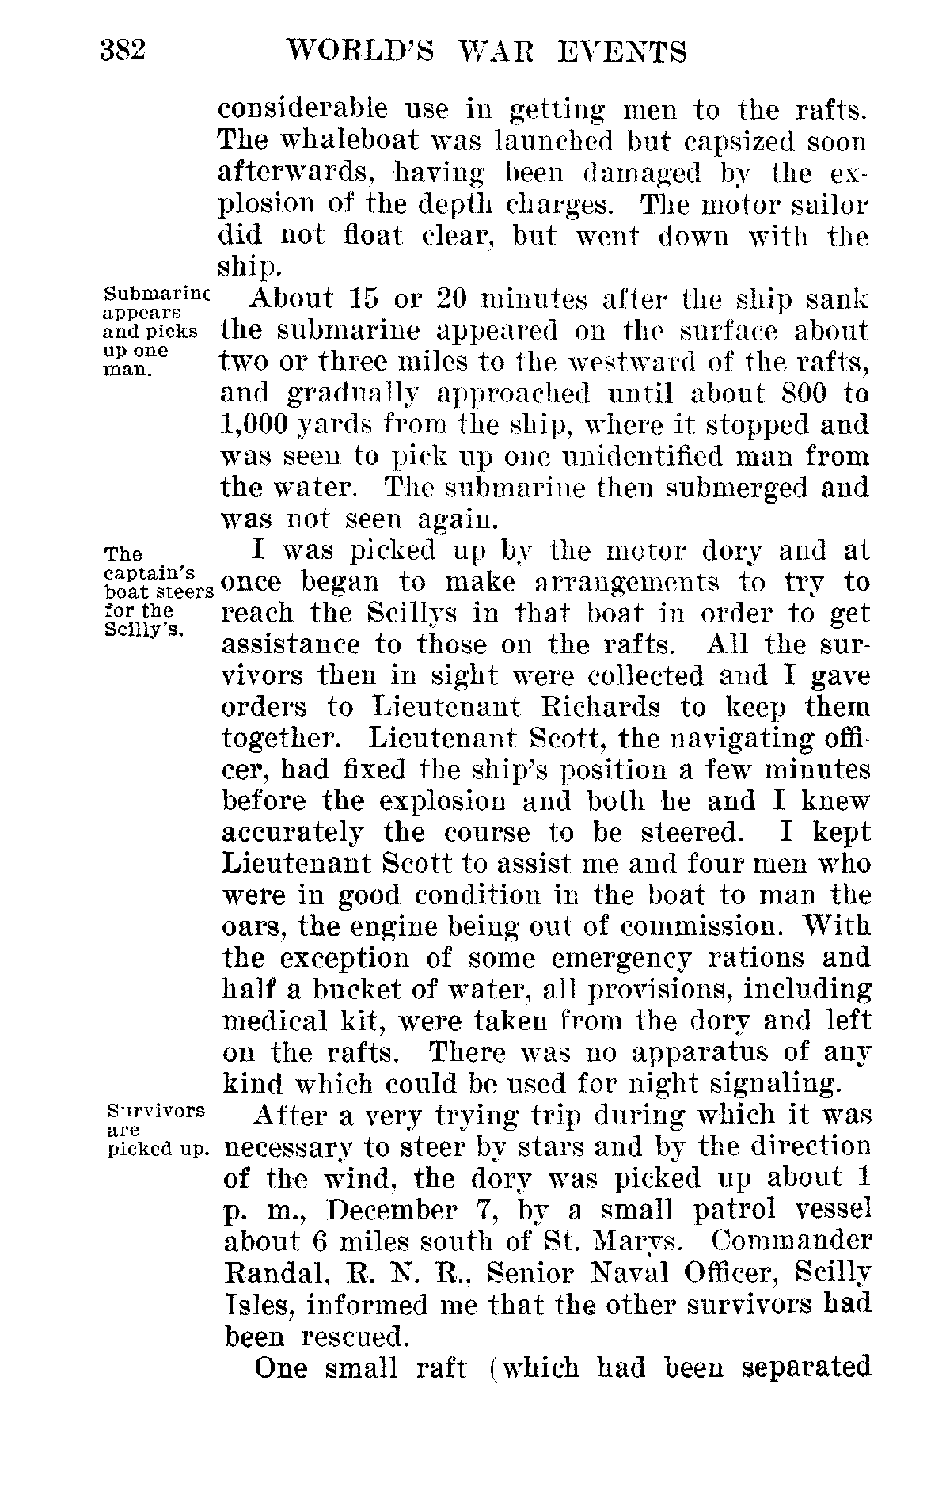 382 WORLD'S WAR EVENTS
considerable use in getting men to the rafts.
The whaleboat was launched but capsized soon
afterwards, having been damaged by the ex-
plosion of the depth charges. The motor sailor
did not float clear, but went down with the
ship.
Submarine
appears
and picks
up one
man.
About 15 or 20 minutes after the ship sank
the submarine appeared on the surface about
two or three miles to the westward of the rafts,
and gradually approached until about 800 to
1,000 yards from the ship, where it stopped and
was seen to pick up one unidentified man from
the water. The submarine then submerged and
was not seen again.
The
captain's
boat steers
for the
Scilly's.
I was picked up by the motor dory and at
once began to make arrangements to try to
reach the Scillys in that boat in order to get
assistance to those on the rafts. All the sur-
vivors then in sight were collected and I gave
orders to Lieutenant Richards to keep them
together. Lieutenant Scott, the navigating offi-
cer, had fixed the ship's position a few minutes
before the explosion and both he and I knew
accurately the course to be steered. I kept
Lieutenant Scott to assist me and four men who
were in good condition in the boat to man the
oars, the engine being out of commission. With
the exception of some emergency rations and
half a bucket of water, all provisions, including
medical kit, were taken from the dory and left
on the rafts. There was no apparatus of any
kind which could be used for night signaling.
Survivors
are
picked up.
After a very trying trip during which it was
necessary to steer by stars and by the direction
of the wind, the dory was picked up about 1
p. m., December 7, by a small patrol vessel
about 6 miles south of St. Marys. Commander
Randal, R. N. R., Senior Naval Officer, Scilly
Isles, informed me that the other survivors had
been rescued.
One small raft (which had been separated